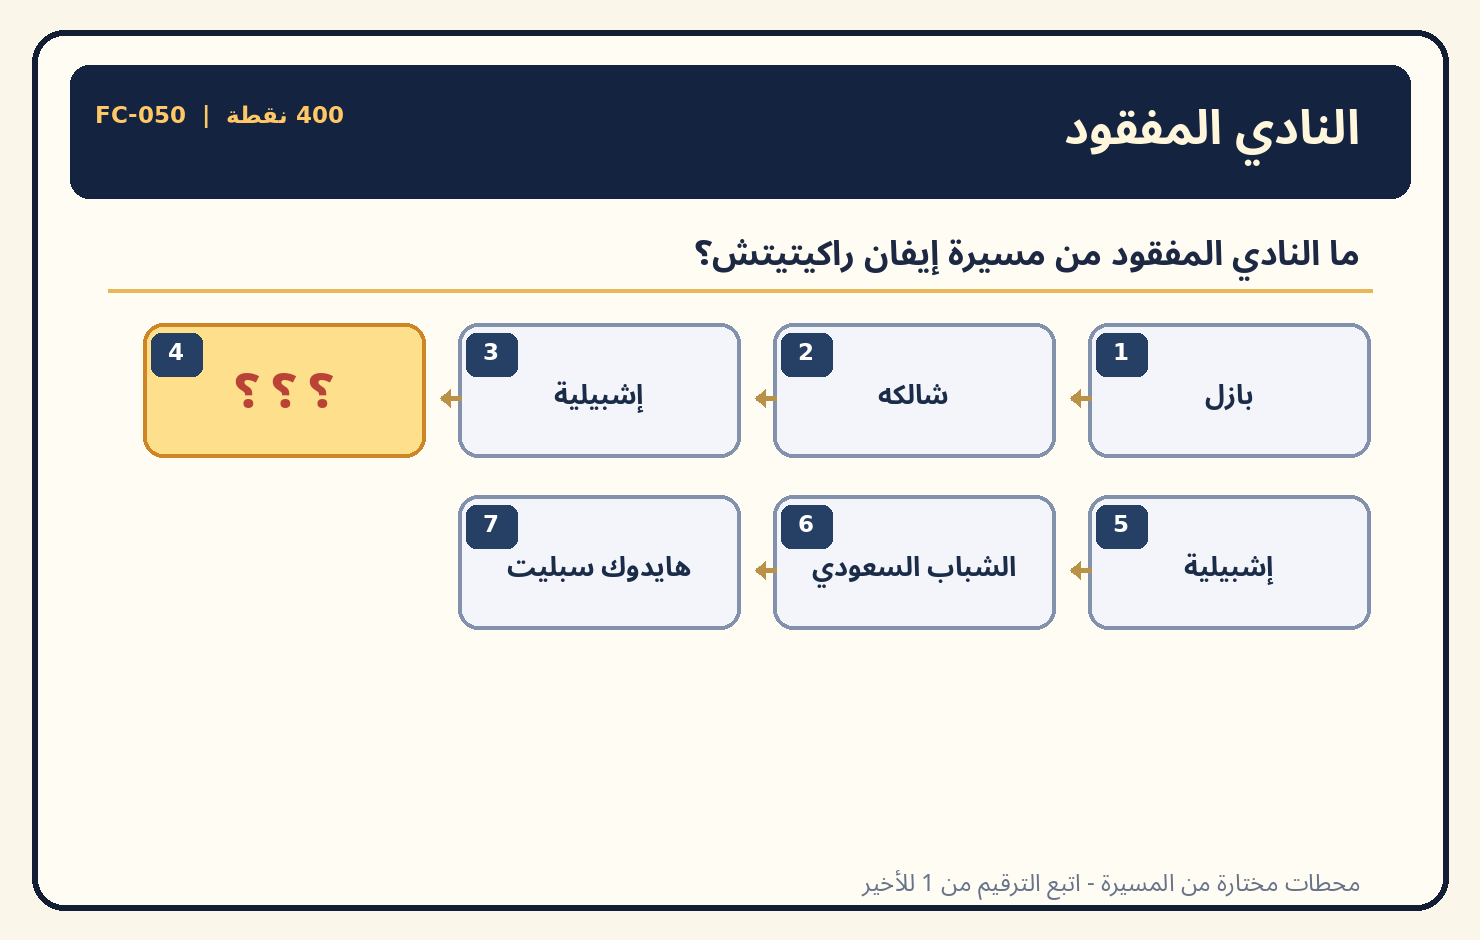 النادي المفقود
FC-050 | 400 نقطة
ما النادي المفقود من مسيرة إيفان راكيتيتش؟
1
بازل
2
شالكه
3
إشبيلية
4
؟ ؟ ؟
5
إشبيلية
6
الشباب السعودي
7
هايدوك سبليت
محطات مختارة من المسيرة - اتبع الترقيم من 1 للأخير